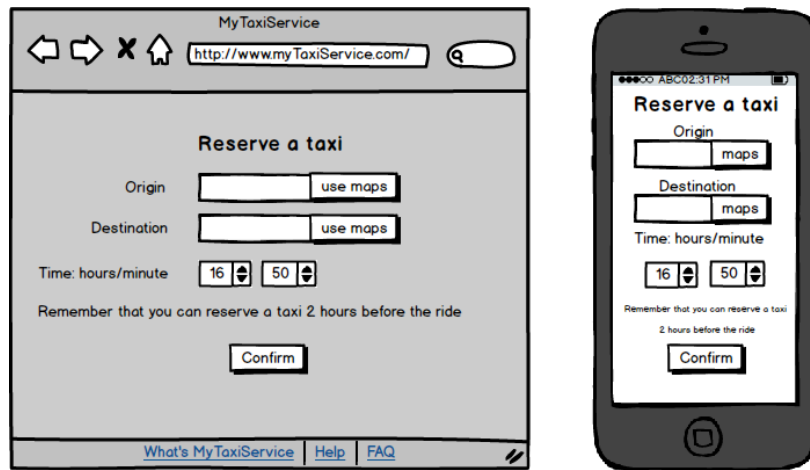 MyTaxiService
http://www.myTaxiService.com/
Reserve a taxi
Origin use maps
Destination use maps
Time: hours/minute 16 50
Remember that you can reserve a taxi 2 hours before the ride
Confirm
What's MyTaxiService Help FAQ
ABC02:31 PM
Reserve a taxi
Origin
maps
Destination
maps
Time: hours/minute
16 50
Remember that you can reserve a taxi
2 hours before the ride
Confirm